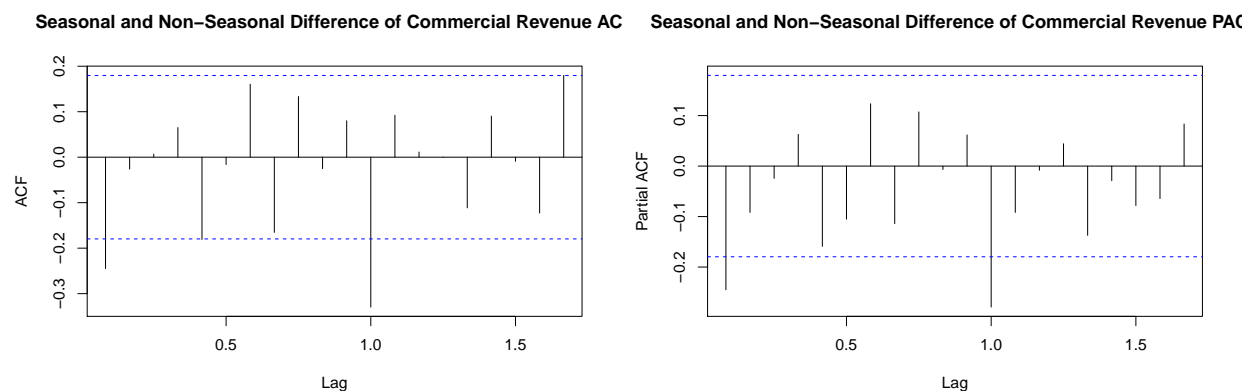 Seasonal and Non−Seasonal Difference of Commercial Revenue AC
0.2
0.1
0.0
−0.1
−0.2
−0.3
ACF
0.5
1.0
1.5
Lag
Seasonal and Non−Seasonal Difference of Commercial Revenue PAC
0.1
0.0
−0.1
−0.2
Partial ACF
0.5
1.0
1.5
Lag